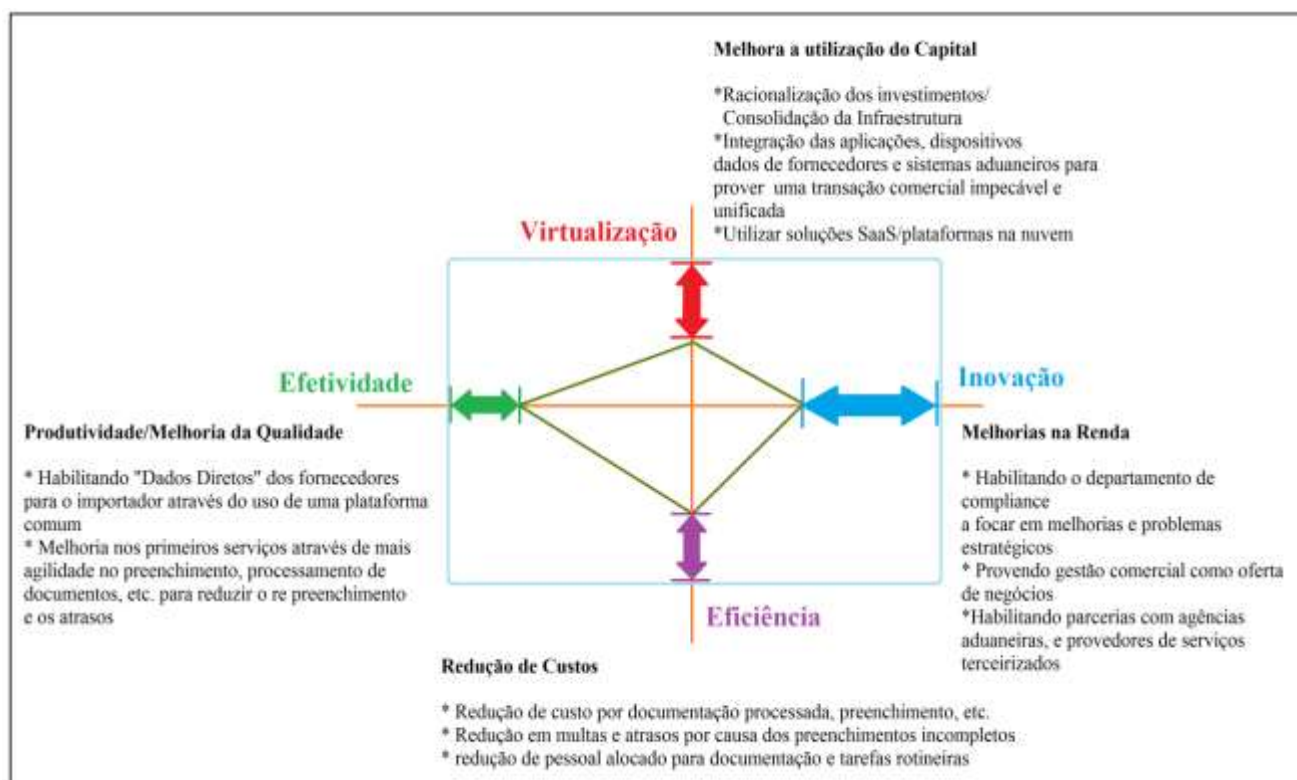 Melhora a utilização do Capital
*Racionalização dos investimentos/
Consolidação da Infraestrutura
*Integração das aplicações, dispositivos
dados de fornecedores e sistemas aduaneiros para
prover uma transação comercial impecável e
unificada
*Utilizar soluções SaaS/plataformas na nuvem
Virtualização
Efetividade
Produtividade/Melhoria da Qualidade
* Habilitando "Dados Diretos" dos fornecedores
para o importador através do uso de uma plataforma
comum
* Melhoria nos primeiros serviços através de mais
agilidade no preenchimento, processamento de
documentos, etc. para reduzir o re preenchimento
e os atrasos
Inovação
Melhorias na Renda
* Habilitando o departamento de
compliance
a focar em melhorias e problemas
estratégicos
* Provendo gestão comercial como oferta
de negócios
*Habilitando parcerias com agências
aduaneiras, e provedores de serviços
terceirizados
Eficiência
Redução de Custos
* Redução de custo por documentação processada, preenchimento, etc.
* Redução em multas e atrasos por causa dos preenchimentos incompletos
* redução de pessoal alocado para documentação e tarefas rotineiras